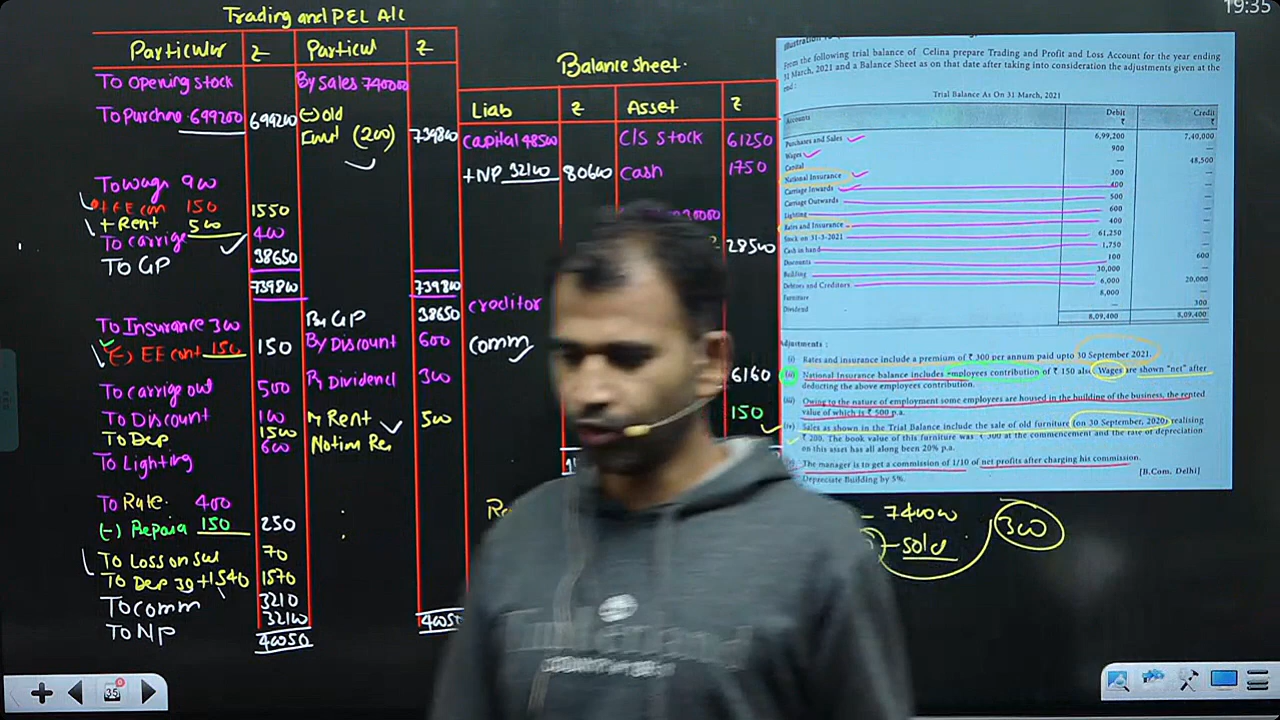 19:35
Trading and P&L A/c
Particular ₹ Particul ₹
To Opening stock By Sales 740000
To Purchase 699200 699200 (-) old
(200) 739800
To wage 900
150
+ Rent 500 1550
To carrige 400
To GP 38650
739800 739800
To Insurance 300 By GP 38650
(-) EE cont 150 150 By Discount 600
To carrige out 500 By Dividend 300
To Discount 100 Rent 500
To Dep 1500 Notion Re
To Lighting 600
To Rate 400
(-) Prepaid 150 250
To Loss on sale 70
To Dep 39+1540 1570
To comm 3210
To NP 32100
40050 4005
Balance sheet
Liab ₹ Asset ₹
Capital 48500 C/S stock 61250
+NP 32100 80600 cash 1750
28500
creditor
comm
6160
150
From the following trial balance of Celina prepare Trading and Profit and Loss Account for the year ending
31 March, 2021 and a Balance Sheet as on that date after taking into consideration the adjustments given at the
end :
Trial Balance As On 31 March, 2021
Accounts Debit ₹ Credit ₹
Purchases and Sales 6,99,200 7,40,000
Wages 900 —
Capital — 48,500
National Insurance 300 —
Carriage Inwards 400 —
Carriage Outwards 500 —
Lighting 600 —
Rates and Insurance 400 —
Stock on 31-3-2021 61,250 —
Cash in hand 1,750 —
Discounts 100 600
Building 30,000 —
Debtors and Creditors 6,000 20,000
Furniture 8,000 —
Dividend 300
8,09,400 8,09,400
Adjustments :
(i) Rates and insurance include a premium of ₹ 300 per annum paid upto 30 September 2021.
(ii) National Insurance balance includes employees contribution of ₹ 150 also. Wages are shown "net" after
deducting the above employees contribution.
(iii) Owing to the nature of employment some employees are housed in the building of the business, the rented
value of which is ₹ 500 p.a.
(iv) Sales as shown in the Trial Balance include the sale of old furniture (on 30 September, 2020) realising
₹ 200. The book value of this furniture was ₹ 300 at the commencement and the rate of depreciation
on this asset has all along been 20% p.a.
The manager is to get a commission of 1/10 of net profits after charging his commission.
Depreciate Building by 5%. [B.Com. Delhi]
- 740000
- sold 300
35